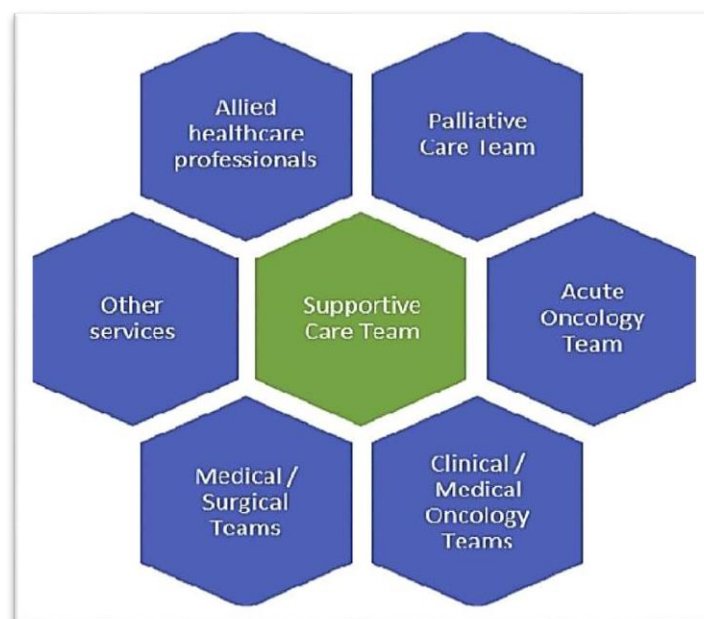 Allied
healthcare
professionals
Palliative
Care Team
Other
services
Supportive
Care Team
Acute
Oncology
Team
Medical /
Surgical
Teams
Clinical /
Medical
Oncology
Teams